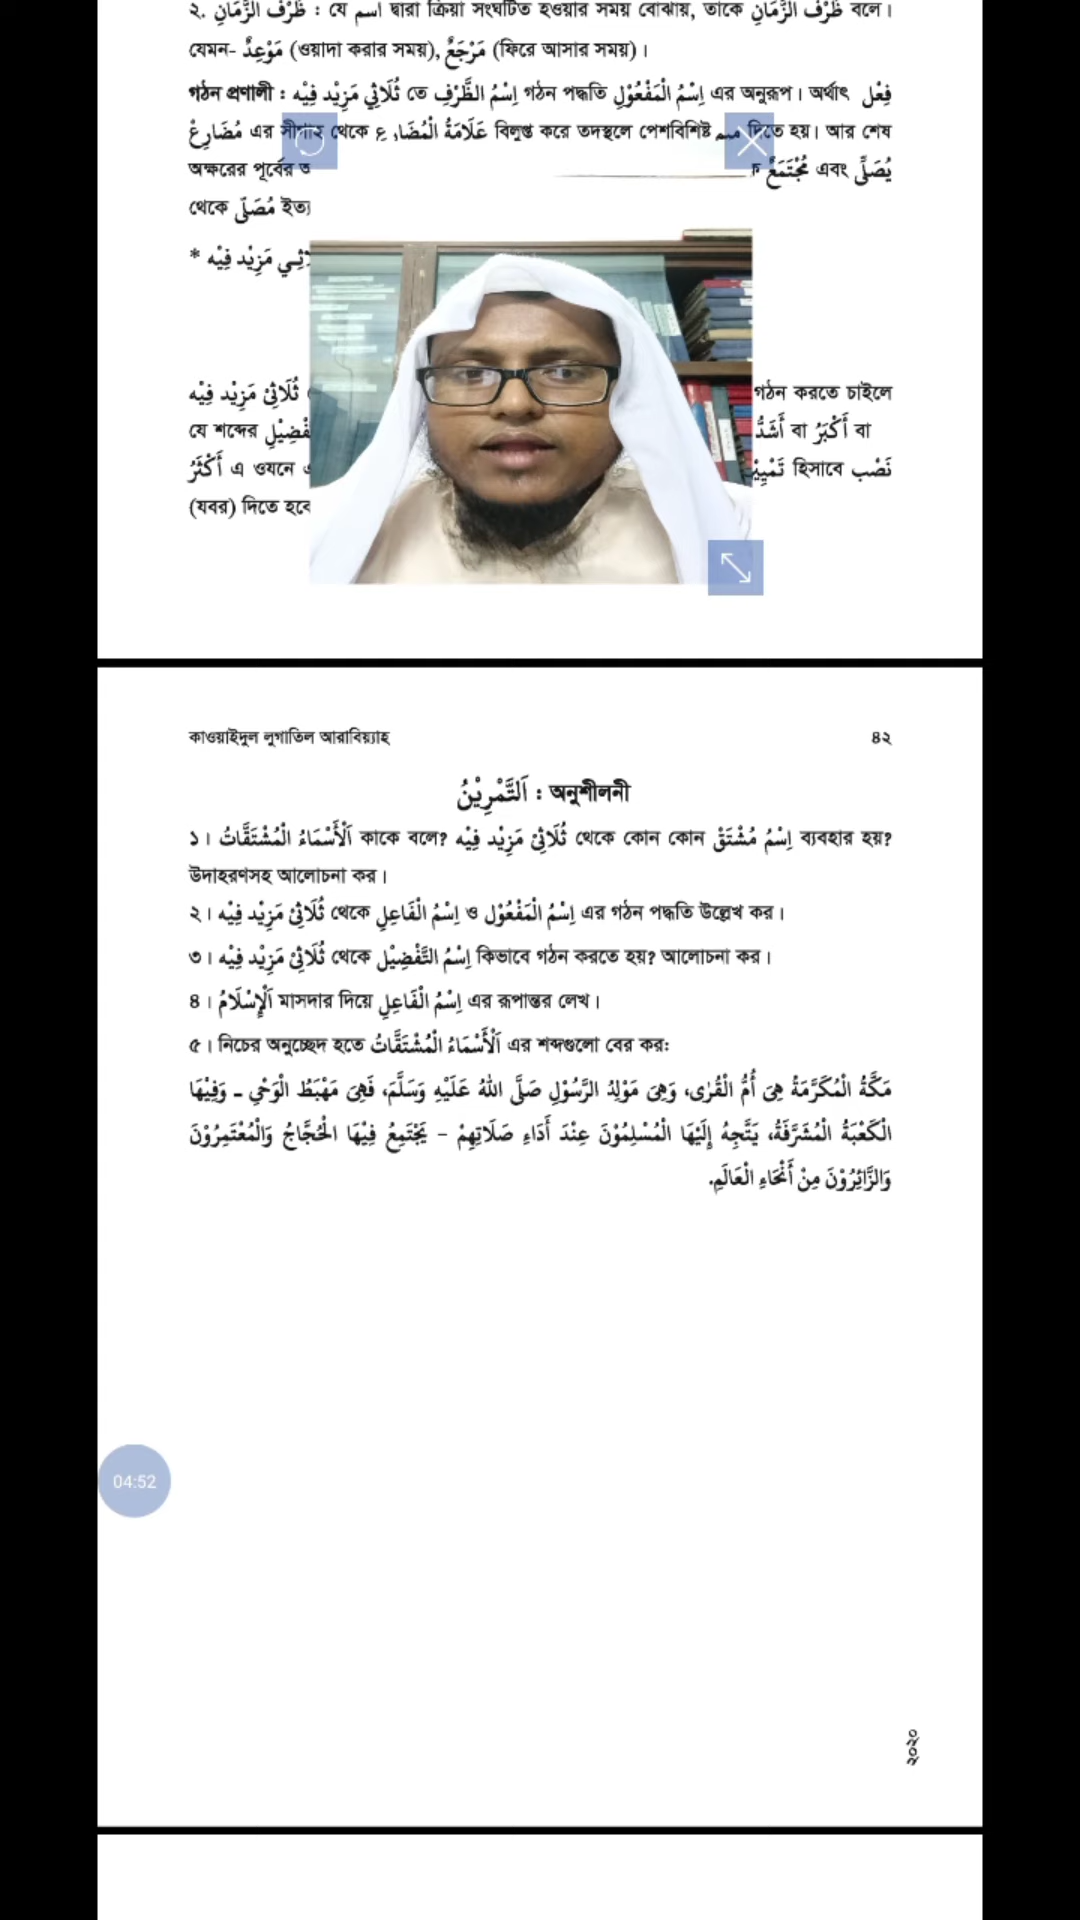 ২. ظَرْف الزَّمَانِ : যে اسم দ্বারা ক্রিয়া সংঘটিত হওয়ার সময় বোঝায়, তাকে ظَرْف الزَّمَانِ বলে।
যেমন- مَوْعِدٌ (ওয়াদা করার সময়), مَرْجَعٌ (ফিরে আসার সময়)।
গঠন প্রণালী : ثُلَاثِي مَزِيْد فِيْه তে اِسْمُ الظَّرْفِ গঠন পদ্ধতি اِسْمُ الْمَفْعُوْلِ এর অনুরূপ। অর্থাৎ فِعْل
مُضَارِعْ এর সীগাহ থেকে عَلَامَةُ الْمُضَارِع বিলুপ্ত করে তদস্থলে পেশবিশিষ্ট দিতে হয়। আর শেষ
অক্ষরের পূর্বের مُجْتَمَعٌ এবং يُصَلِّى
থেকে مُصَلًّى
* مَزِيْد فِيْه
ثُلَاثِيْ مَزِيْد فِيْه গঠন করতে চাইলে
যে শব্দের أَشَدُّ বা أَكْبَرُ বা
أَكْثَرُ এ ওযনে হিসাবে نَصْب
(যবর) দিতে হবে
কাওয়াইদুল লুগাতিল আরাবিয়্যাহ ৪২
اَلتَّمْرِيْنُ : অনুশীলনী
১। اَلْأَسْمَاءُ الْمُشْتَقَّاتُ কাকে বলে? ثُلَاثِيْ مَزِيْد فِيْه থেকে কোন কোন اِسْمُ مُشْتَقْ ব্যবহার হয়?
উদাহরণসহ আলোচনা কর।
২। ثُلَاثِيْ مَزِيْد فِيْه থেকে اِسْمُ الْفَاعِلِ ও اِسْمُ الْمَفْعُوْل এর গঠন পদ্ধতি উল্লেখ কর।
৩। ثُلَاثِيْ مَزِيْد فِيْه থেকে اِسْمُ التَّفْضِيْل কিভাবে গঠন করতে হয়? আলোচনা কর।
৪। اَلْإِسْلَامُ মাসদার দিয়ে اِسْمُ الْفَاعِلِ এর রূপান্তর লেখ।
৫। নিচের অনুচ্ছেদ হতে اَلْأَسْمَاءُ الْمُشْتَقَّاتُ এর শব্দগুলো বের কর:
مَكَّةُ الْمُكَرَّمَةُ هِيَ أُمُّ الْقُرٰى، وَهِيَ مَوْلِدُ الرَّسُوْلِ صَلَّى اللهُ عَلَيْهِ وَسَلَّمَ، فَهِيَ مَهْبَطُ الْوَحْيِ ـ وَفِيْهَا
الْكَعْبَةُ الْمُشَرَّفَةُ، يَتَّجِهُ إِلَيْهَا الْمُسْلِمُوْنَ عِنْدَ أَدَاءِ صَلَاتِهِمْ – يَجْتَمِعُ فِيْهَا الْحُجَّاجُ وَالْمُعْتَمِرُوْنَ
وَالزَّائِرُوْنَ مِنْ أَنْحَاءِ الْعَالَمِ.
04:52
২০২০